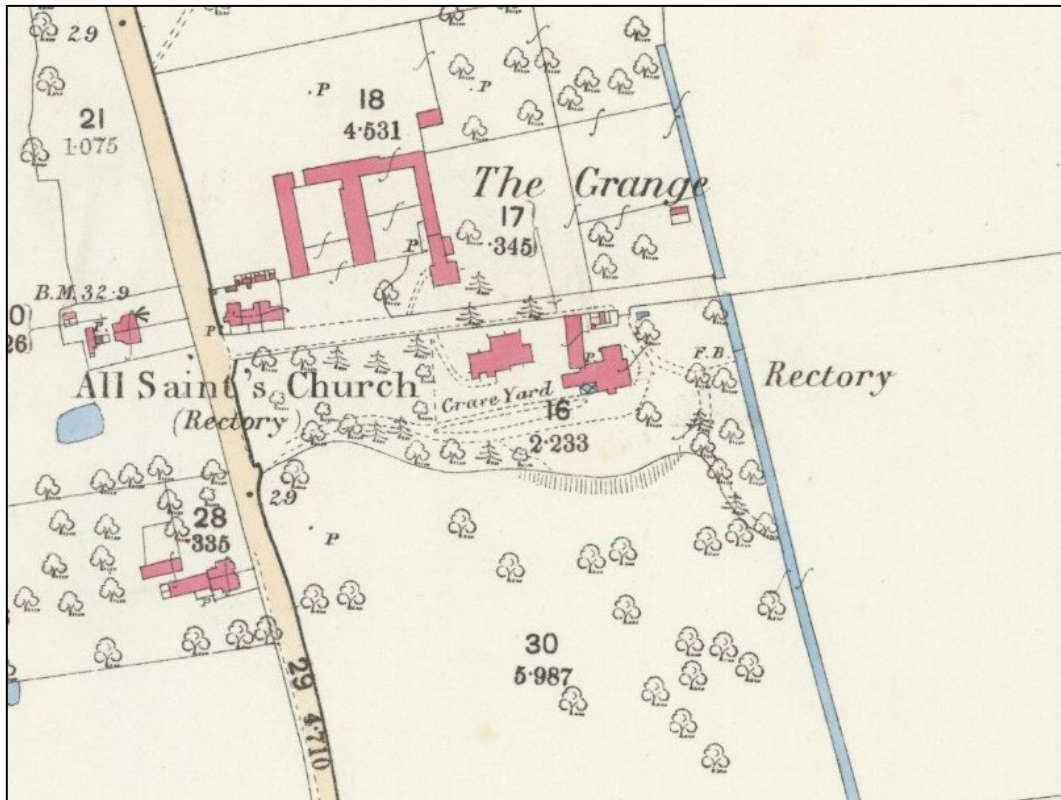 29
21
1.075
P
18
4.531
P
The Grange
17
.345
P
B.M. 32.9
P
P
26
All Saint's Church
(Rectory)
P
F.B.
Rectory
Grave Yard
16
2.233
29
P
28
.335
P
30
5.987
29 4.710